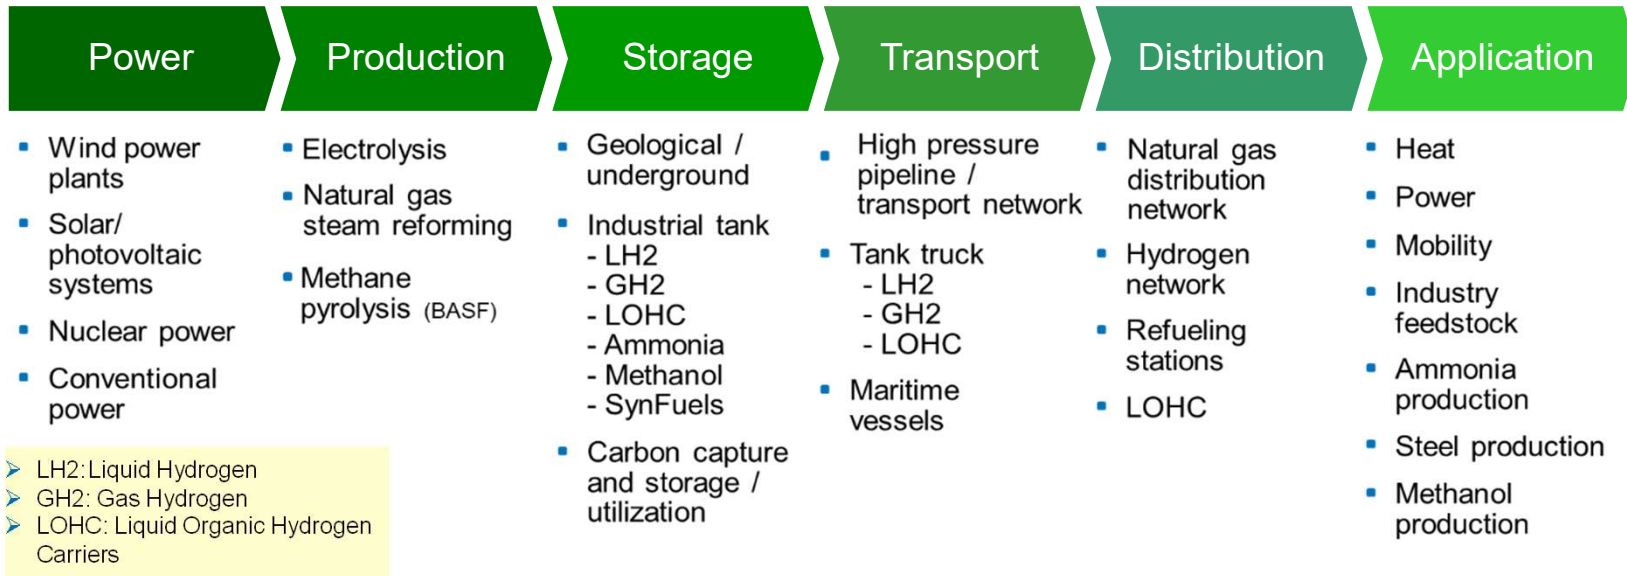 Power
Production
Storage
Transport
Distribution
Application
Wind power
plants
Solar/
photovoltaic
systems
Nuclear power
Conventional
power
Electrolysis
Natural gas
steam reforming
Methane
pyrolysis (BASF)
Geological /
underground
Industrial tank
- LH2
- GH2
- LOHC
- Ammonia
- Methanol
- SynFuels
Carbon capture
and storage /
utilization
High pressure
pipeline /
transport network
Tank truck
- LH2
- GH2
- LOHC
Maritime
vessels
Natural gas
distribution
network
Hydrogen
network
Refueling
stations
LOHC
Heat
Power
Mobility
Industry
feedstock
Ammonia
production
Steel production
Methanol
production
LH2: Liquid Hydrogen
GH2: Gas Hydrogen
LOHC: Liquid Organic Hydrogen
Carriers